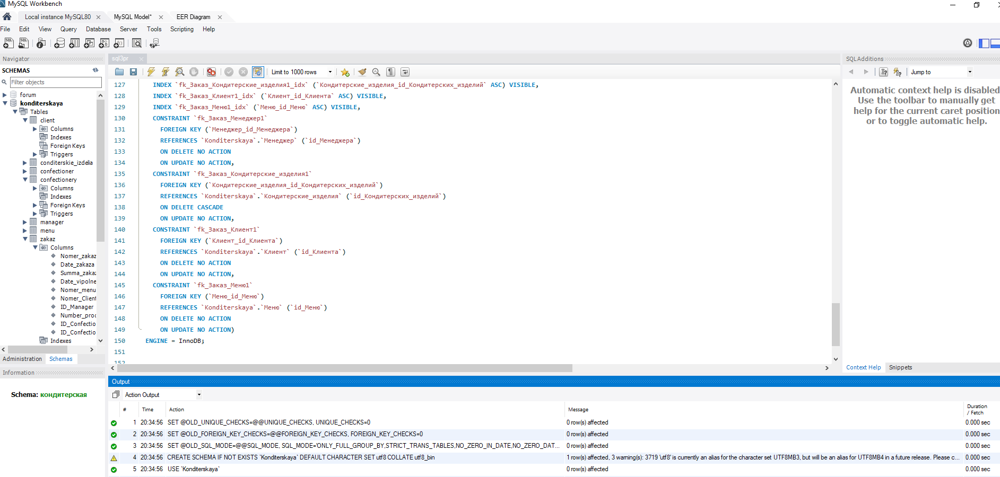 MySQL Workbench
Local instance MySQL80
MySQL Model*
EER Diagram
File Edit View Query Database Server Tools Scripting Help
Navigator
SCHEMAS
Filter objects
forum
konditerskaya
Tables
client
Columns
Indexes
Foreign Keys
Triggers
conditerskie_izdelia
confectioner
confectionery
Columns
Indexes
Foreign Keys
Triggers
manager
menu
zakaz
Columns
Nomer_zakaz
Date_zakaza
Summa_zakaz
Date_vipolne
Nomer_menu
Nomer_Client
ID_Manager
Number_proc
ID_Confectio
ID_Confectio
Indexes
Administration Schemas
Information
Schema: кондитерская
sql3pr
Limit to 1000 rows
127 INDEX `fk_Заказ_Кондитерские_изделия1_idx` (`Кондитерские_изделия_id_Кондитерских_изделий` ASC) VISIBLE,
128 INDEX `fk_Заказ_Клиент1_idx` (`Клиент_id_Клиента` ASC) VISIBLE,
129 INDEX `fk_Заказ_Меню1_idx` (`Меню_id_Меню` ASC) VISIBLE,
130 CONSTRAINT `fk_Заказ_Менеджер1`
131 FOREIGN KEY (`Менеджер_id_Менеджера`)
132 REFERENCES `Konditerskaya`.`Менеджер` (`id_Менеджера`)
133 ON DELETE NO ACTION
134 ON UPDATE NO ACTION,
135 CONSTRAINT `fk_Заказ_Кондитерские_изделия1`
136 FOREIGN KEY (`Кондитерские_изделия_id_Кондитерских_изделий`)
137 REFERENCES `Konditerskaya`.`Кондитерские_изделия` (`id_Кондитерских_изделий`)
138 ON DELETE CASCADE
139 ON UPDATE NO ACTION,
140 CONSTRAINT `fk_Заказ_Клиент1`
141 FOREIGN KEY (`Клиент_id_Клиента`)
142 REFERENCES `Konditerskaya`.`Клиент` (`id_Клиента`)
143 ON DELETE NO ACTION
144 ON UPDATE NO ACTION,
145 CONSTRAINT `fk_Заказ_Меню1`
146 FOREIGN KEY (`Меню_id_Меню`)
147 REFERENCES `Konditerskaya`.`Меню` (`id_Меню`)
148 ON DELETE NO ACTION
149 ON UPDATE NO ACTION)
150 ENGINE = InnoDB;
151
152
SQLAdditions
Jump to
Automatic context help is disabled
Use the toolbar to manually get
help for the current caret position
or to toggle automatic help.
Context Help Snippets
Output
Action Output
# Time Action Message Duration / Fetch
1 20:34:56 SET @OLD_UNIQUE_CHECKS=@@UNIQUE_CHECKS, UNIQUE_CHECKS=0 0 row(s) affected 0.000 sec
2 20:34:56 SET @OLD_FOREIGN_KEY_CHECKS=@@FOREIGN_KEY_CHECKS, FOREIGN_KEY_CHECKS=0 0 row(s) affected 0.000 sec
3 20:34:56 SET @OLD_SQL_MODE=@@SQL_MODE, SQL_MODE='ONLY_FULL_GROUP_BY,STRICT_TRANS_TABLES,NO_ZERO_IN_DATE,NO_ZERO_DAT... 0 row(s) affected 0.000 sec
4 20:34:56 CREATE SCHEMA IF NOT EXISTS `Konditerskaya` DEFAULT CHARACTER SET utf8 COLLATE utf8_bin 1 row(s) affected, 3 warning(s): 3719 'utf8' is currently an alias for the character set UTF8MB3, but will be an alias for UTF8MB4 in a future release. Please c... 0.000 sec
5 20:34:56 USE `Konditerskaya` 0 row(s) affected 0.000 sec